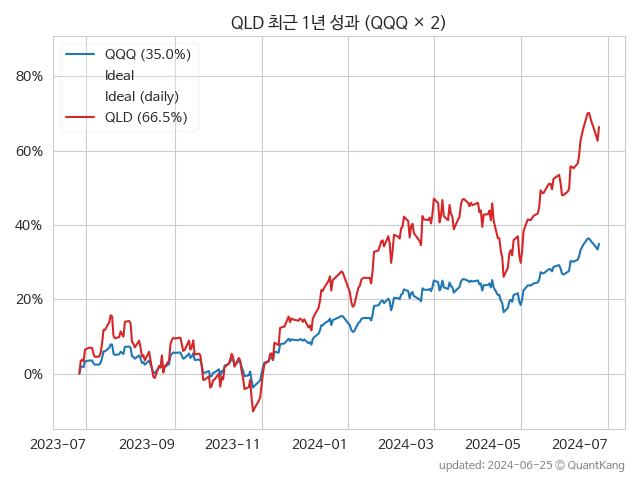 QLD 최근 1년 성과 (QQQ × 2)
QQQ (35.0%)
Ideal
Ideal (daily)
QLD (66.5%)
80%
60%
40%
20%
0%
2023-07 2023-09 2023-11 2024-01 2024-03 2024-05 2024-07
updated: 2024-06-25 © QuantKang